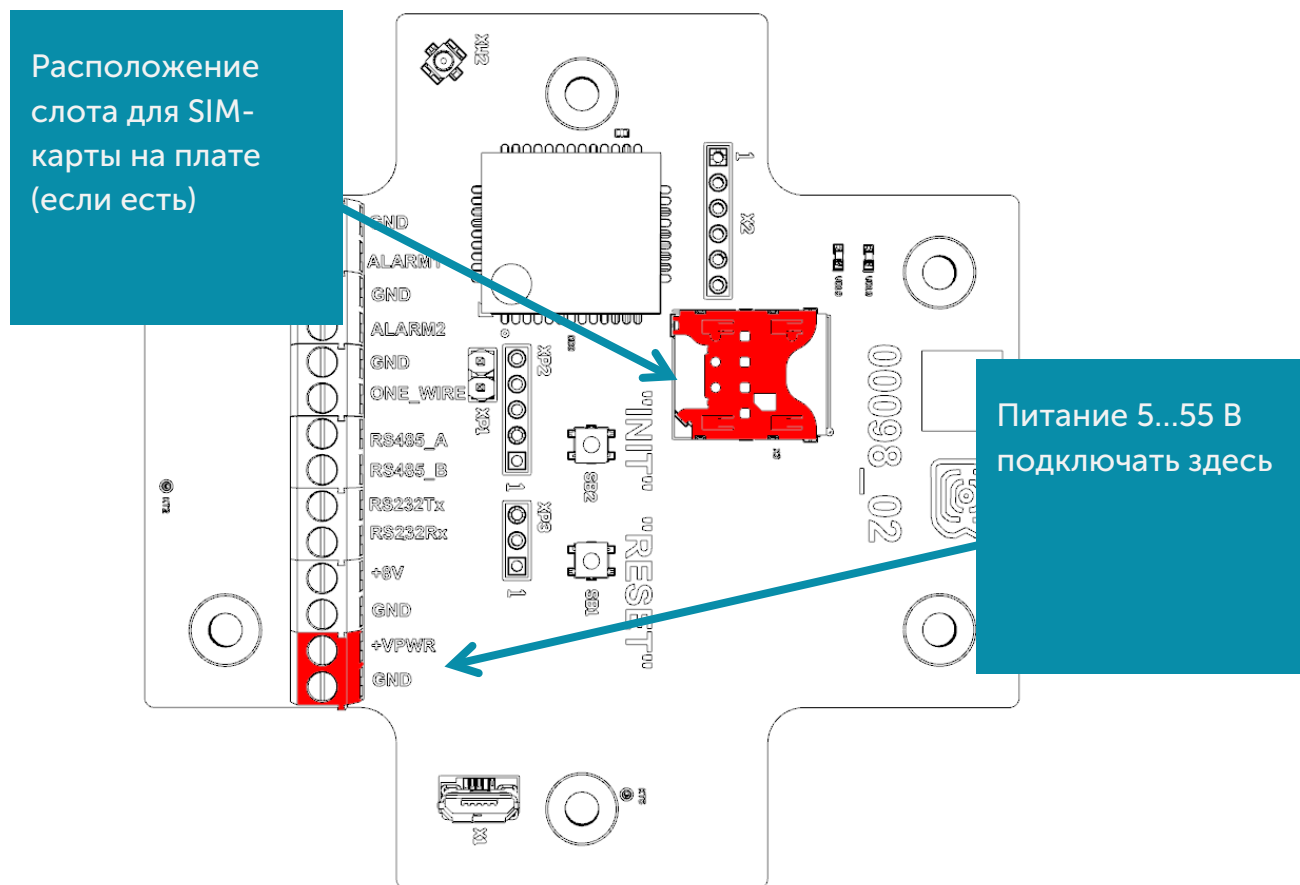 Расположение
слота для SIM-
карты на плате
(если есть)
XW2
1
X2
GND
ALARM1
GND
ALARM2
GND
ONE_WIRE
RS485_A
RS485_B
RS232Tx
RS232Rx
+8V
GND
+VPWR
GND
XP2
XP1
1
XP3
1
SB2
SB1
"INIT"
"RESET"
00098_02
Питание 5...55 В
подключать здесь
X1